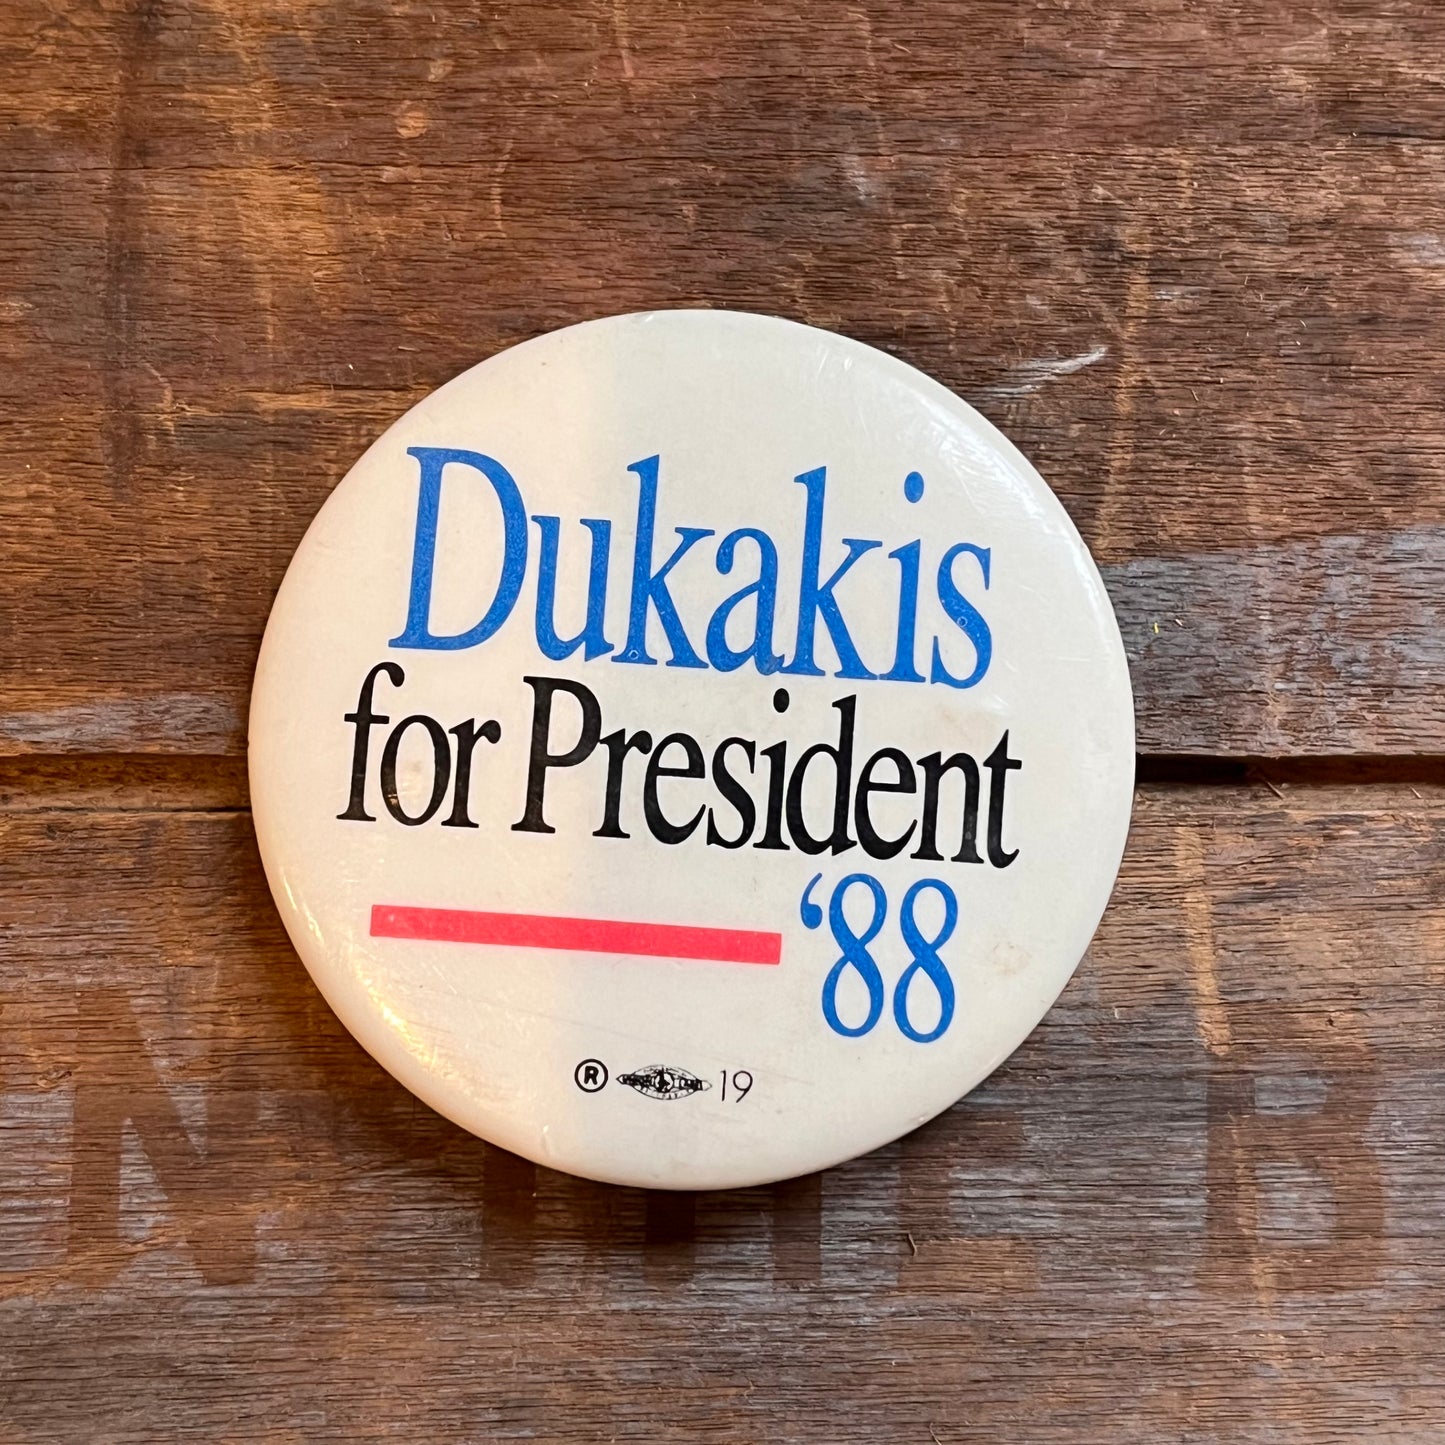 Dukakis
for President
‘88
® 19